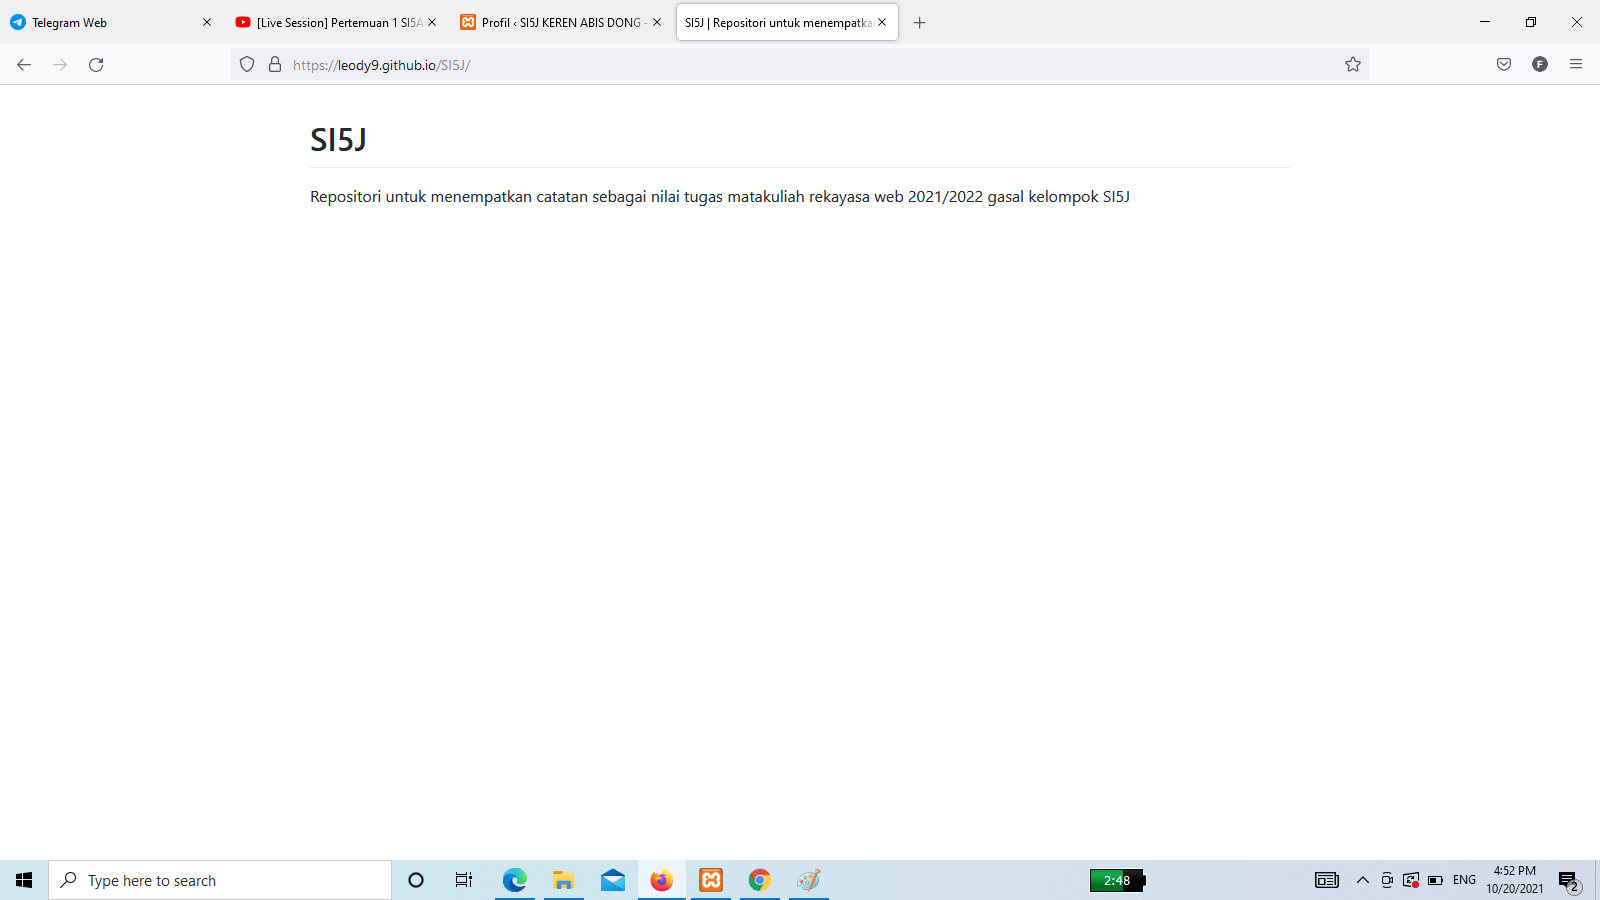 Telegram Web
[Live Session] Pertemuan 1 SI5A
Profil ‹ SI5J KEREN ABIS DONG –
SI5J | Repositori untuk menempatka
https://leody9.github.io/SI5J/
F
SI5J
Repositori untuk menempatkan catatan sebagai nilai tugas matakuliah rekayasa web 2021/2022 gasal kelompok SI5J
Type here to search
2:48
ENG
4:52 PM
10/20/2021
2